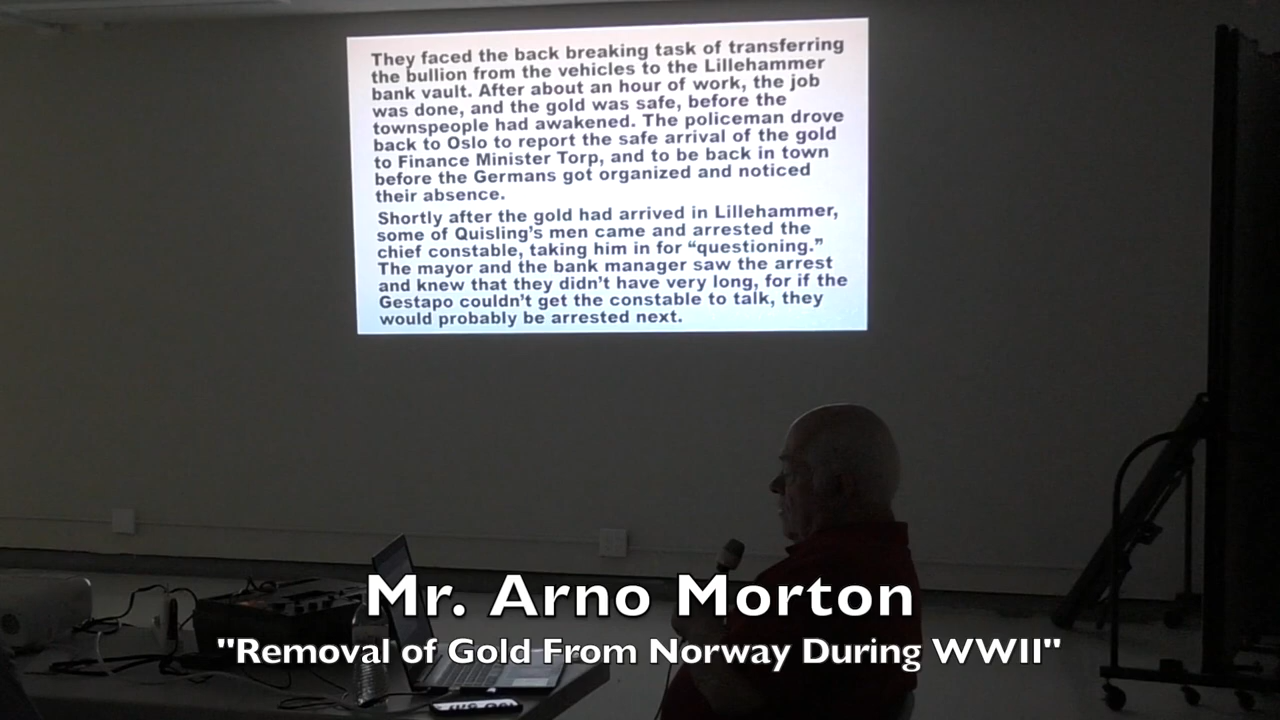 They faced the back breaking task of transferring
the bullion from the vehicles to the Lillehammer
bank vault. After about an hour of work, the job
was done, and the gold was safe, before the
townspeople had awakened. The policeman drove
back to Oslo to report the safe arrival of the gold
to Finance Minister Torp, and to be back in town
before the Germans got organized and noticed
their absence.
Shortly after the gold had arrived in Lillehammer,
some of Quisling’s men came and arrested the
chief constable, taking him in for “questioning.”
The mayor and the bank manager saw the arrest
and knew that they didn’t have very long, for if the
Gestapo couldn’t get the constable to talk, they
would probably be arrested next.
Mr. Arno Morton
"Removal of Gold From Norway During WWII"